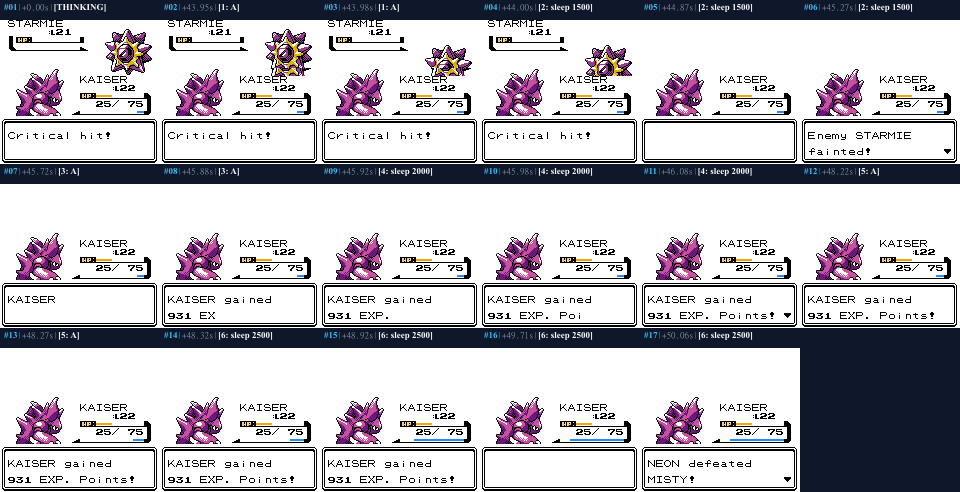 #01 | +0.00s | [THINKING]
STARMIE
:L21
HP:
KAISER
:L22
HP:
25/ 75
Critical hit!
#02 | +43.95s | [1: A]
STARMIE
:L21
HP:
KAISER
:L22
HP:
25/ 75
Critical hit!
#03 | +43.98s | [1: A]
STARMIE
:L21
HP:
KAISER
:L22
HP:
25/ 75
Critical hit!
#04 | +44.00s | [2: sleep 1500]
STARMIE
:L21
HP:
KAISER
:L22
HP:
25/ 75
Critical hit!
#05 | +44.87s | [2: sleep 1500]
KAISER
:L22
HP:
25/ 75
#06 | +45.27s | [2: sleep 1500]
KAISER
:L22
HP:
25/ 75
Enemy STARMIE
fainted!
#07 | +45.72s | [3: A]
KAISER
:L22
HP:
25/ 75
KAISER
#08 | +45.88s | [3: A]
KAISER
:L22
HP:
25/ 75
KAISER gained
931 EX
#09 | +45.92s | [4: sleep 2000]
KAISER
:L22
HP:
25/ 75
KAISER gained
931 EXP.
#10 | +45.98s | [4: sleep 2000]
KAISER
:L22
HP:
25/ 75
KAISER gained
931 EXP. Poi
#11 | +46.08s | [4: sleep 2000]
KAISER
:L22
HP:
25/ 75
KAISER gained
931 EXP. Points!
#12 | +48.22s | [5: A]
KAISER
:L22
HP:
25/ 75
KAISER gained
931 EXP. Points!
#13 | +48.27s | [5: A]
KAISER
:L22
HP:
25/ 75
KAISER gained
931 EXP. Points!
#14 | +48.32s | [6: sleep 2500]
KAISER
:L22
HP:
25/ 75
KAISER gained
931 EXP. Points!
#15 | +48.92s | [6: sleep 2500]
KAISER
:L22
HP:
25/ 75
KAISER gained
931 EXP. Points!
#16 | +49.71s | [6: sleep 2500]
KAISER
:L22
HP:
25/ 75
#17 | +50.06s | [6: sleep 2500]
KAISER
:L22
HP:
25/ 75
NEON defeated
MISTY!